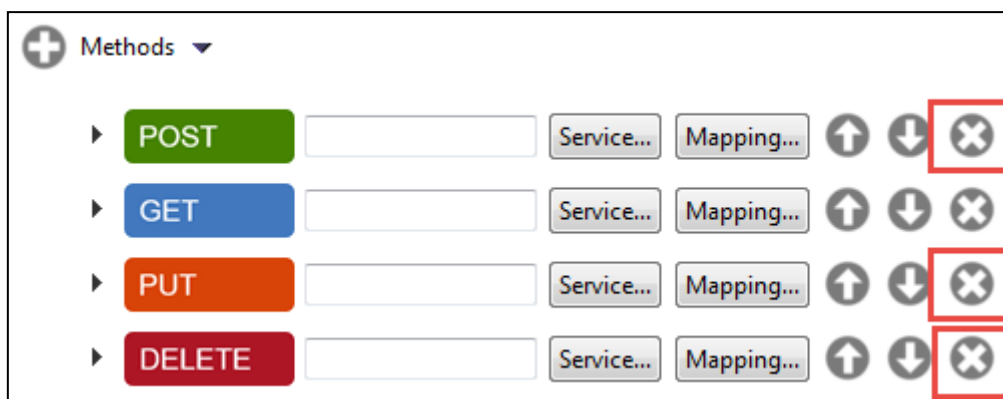 Methods
POST Service... Mapping...
GET Service... Mapping...
PUT Service... Mapping...
DELETE Service... Mapping...